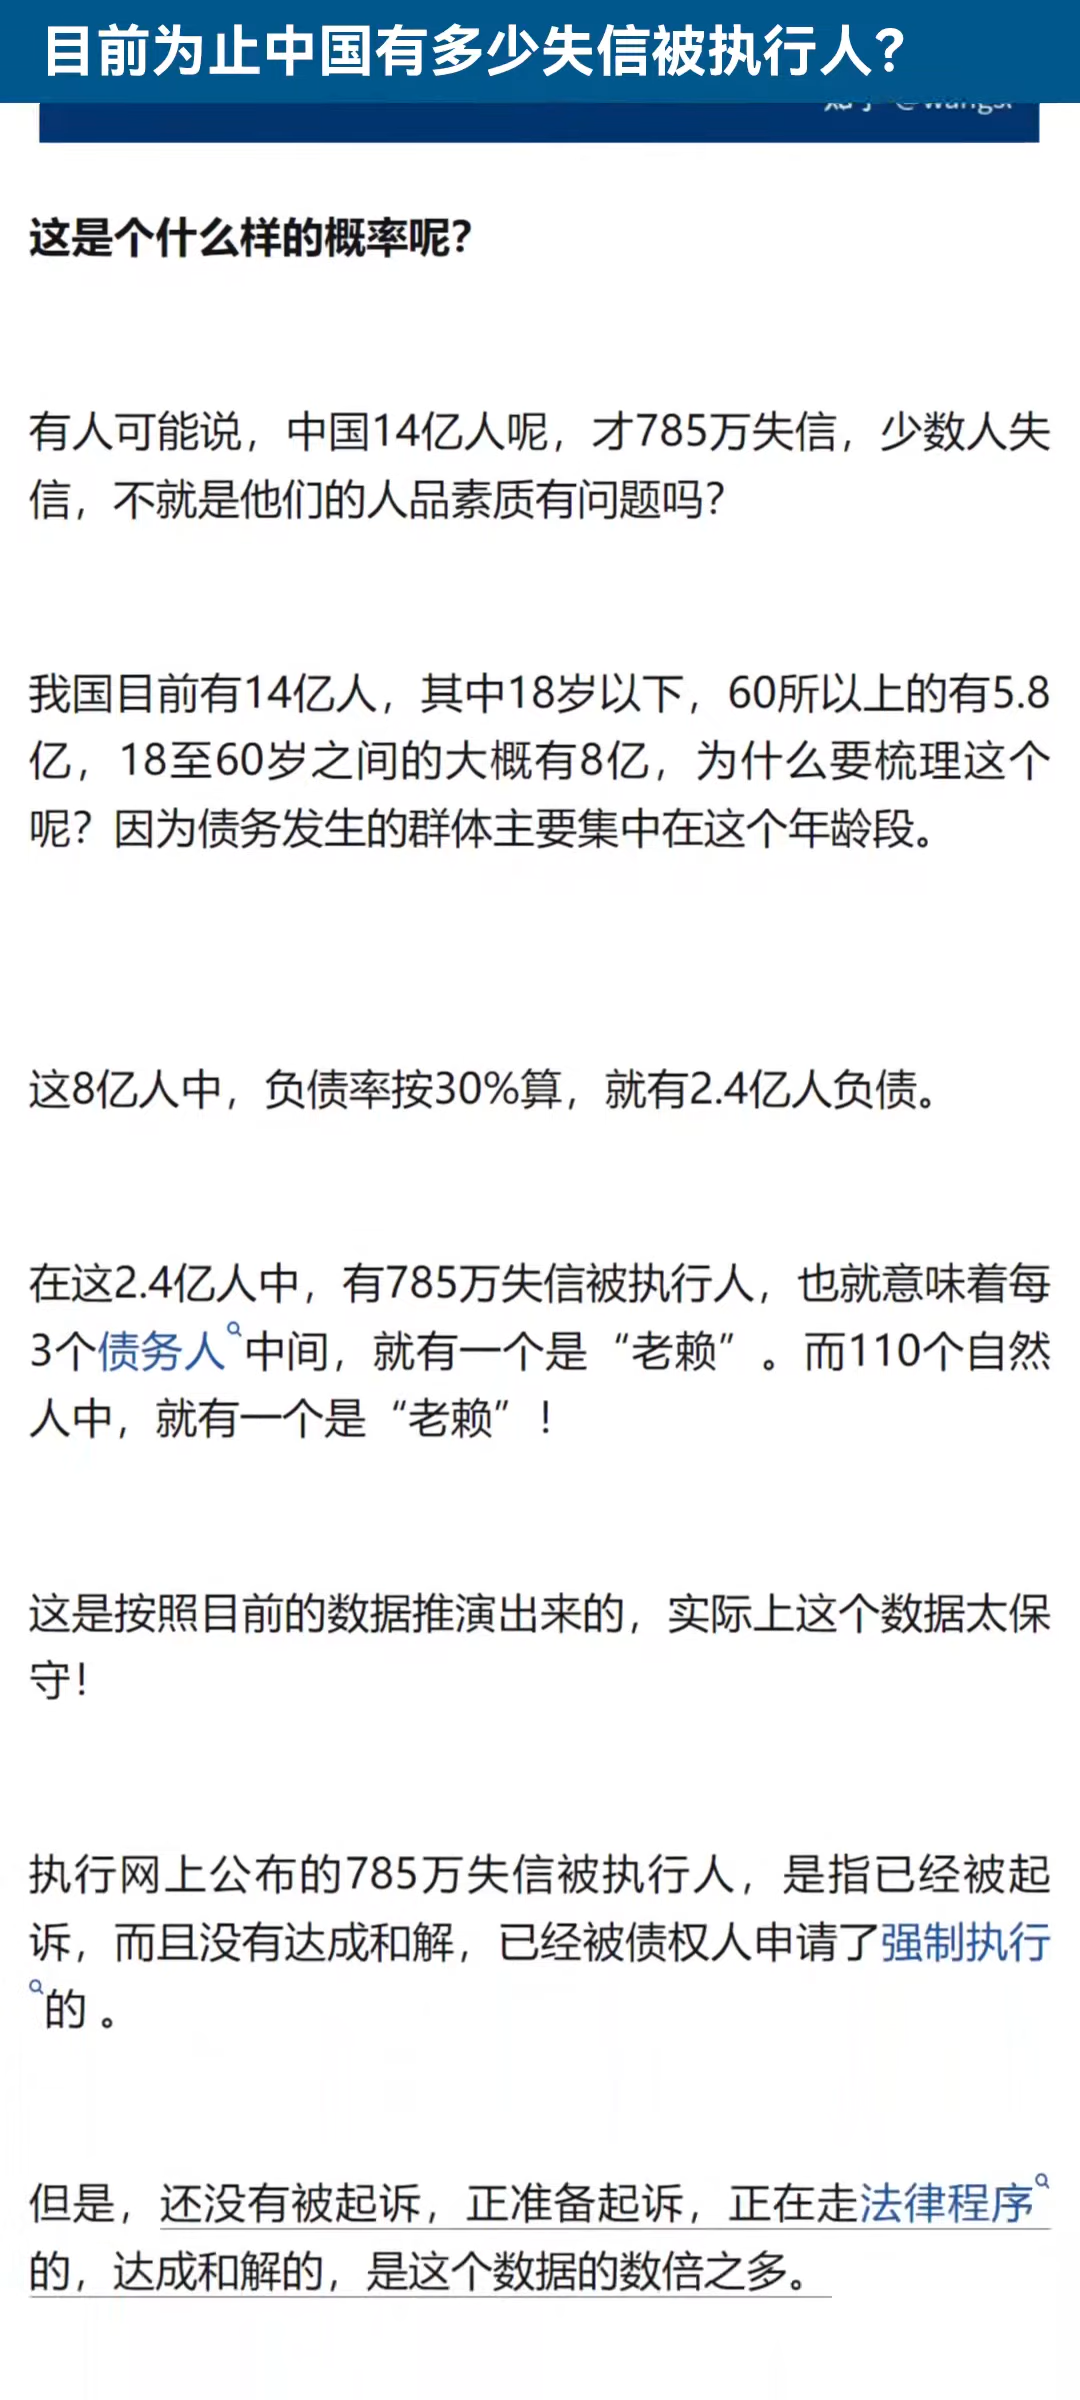 目前为止中国有多少失信被执行人？
这是个什么样的概率呢？
有人可能说，中国14亿人呢，才785万失信，少数人失
信，不就是他们的人品素质有问题吗？
我国目前有14亿人，其中18岁以下，60所以上的有5.8
亿，18至60岁之间的大概有8亿，为什么要梳理这个
呢？因为债务发生的群体主要集中在这个年龄段。
这8亿人中，负债率按30%算，就有2.4亿人负债。
在这2.4亿人中，有785万失信被执行人，也就意味着每
3个债务人中间，就有一个是“老赖”。而110个自然
人中，就有一个是“老赖”！
这是按照目前的数据推演出来的，实际上这个数据太保
守！
执行网上公布的785万失信被执行人，是指已经被起
诉，而且没有达成和解，已经被债权人申请了强制执行
的。
但是，还没有被起诉，正准备起诉，正在走法律程序
的，达成和解的，是这个数据的数倍之多。